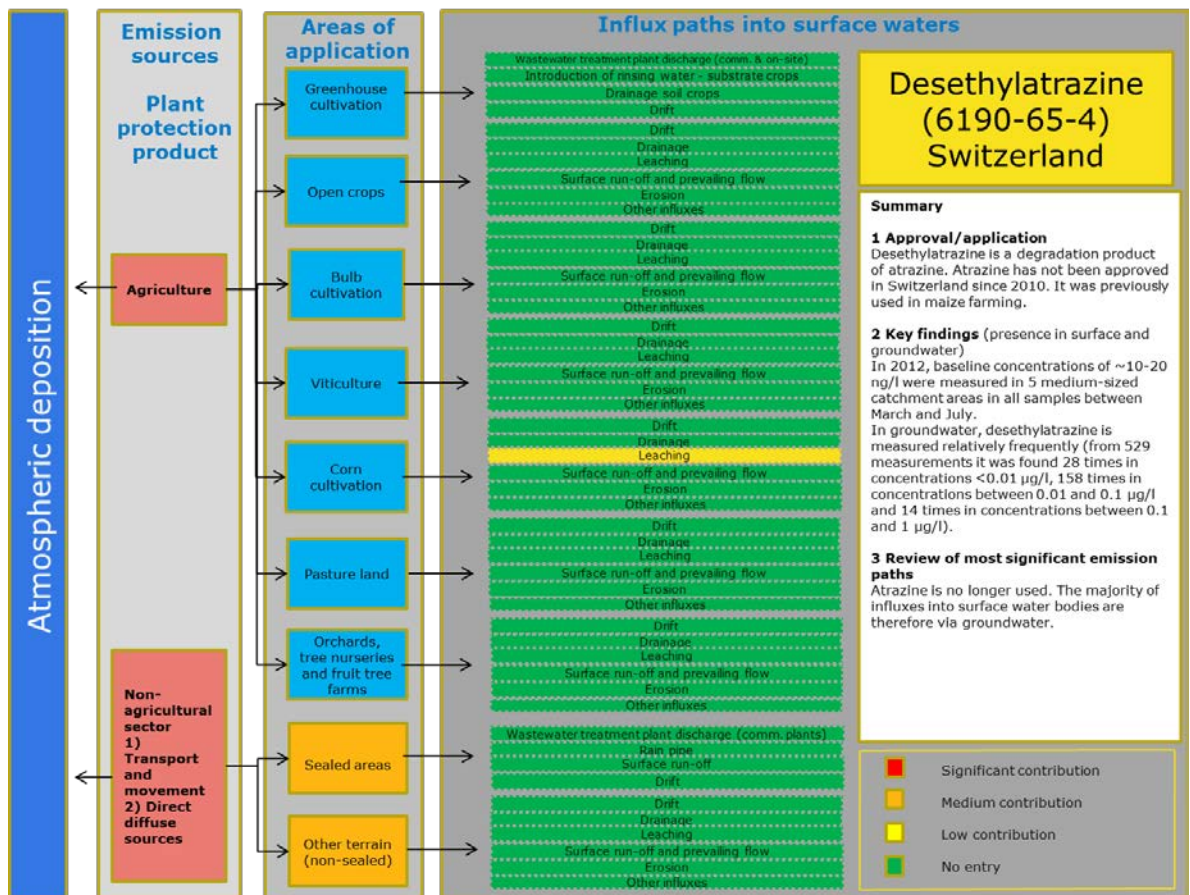 Atmospheric deposition
Emission
sources
Plant
protection
product
Agriculture
Non-
agricultural
sector
1)
Transport
and
movement
2) Direct
diffuse
sources
Areas of
application
Greenhouse
cultivation
Open crops
Bulb
cultivation
Viticulture
Corn
cultivation
Pasture land
Orchards,
tree nurseries
and fruit tree
farms
Sealed areas
Other terrain
(non-sealed)
Influx paths into surface waters
Wastewater treatment plant discharge (comm. & on-site)
Introduction of rinsing water - substrate crops
Drainage soil crops
Drift
Drift
Drainage
Leaching
Surface run-off and prevailing flow
Erosion
Other influxes
Drift
Drainage
Leaching
Surface run-off and prevailing flow
Erosion
Other influxes
Drift
Drainage
Leaching
Surface run-off and prevailing flow
Erosion
Other influxes
Drift
Drainage
Leaching
Surface run-off and prevailing flow
Erosion
Other influxes
Drift
Drainage
Leaching
Surface run-off and prevailing flow
Erosion
Other influxes
Drift
Drainage
Leaching
Surface run-off and prevailing flow
Erosion
Other influxes
Wastewater treatment plant discharge (comm. plants)
Rain pipe
Surface run-off
Drift
Drift
Drainage
Leaching
Surface run-off and prevailing flow
Erosion
Other influxes
Desethylatrazine
(6190-65-4)
Switzerland
Summary
1 Approval/application
Desethylatrazine is a degradation product
of atrazine. Atrazine has not been approved
in Switzerland since 2010. It was previously
used in maize farming.
2 Key findings (presence in surface and
groundwater)
In 2012, baseline concentrations of ~10-20
ng/l were measured in 5 medium-sized
catchment areas in all samples between
March and July.
In groundwater, desethylatrazine is
measured relatively frequently (from 529
measurements it was found 28 times in
concentrations <0.01 µg/l, 158 times in
concentrations between 0.01 and 0.1 µg/l
and 14 times in concentrations between 0.1
and 1 µg/l).
3 Review of most significant emission
paths
Atrazine is no longer used. The majority of
influxes into surface water bodies are
therefore via groundwater.
Significant contribution
Medium contribution
Low contribution
No entry